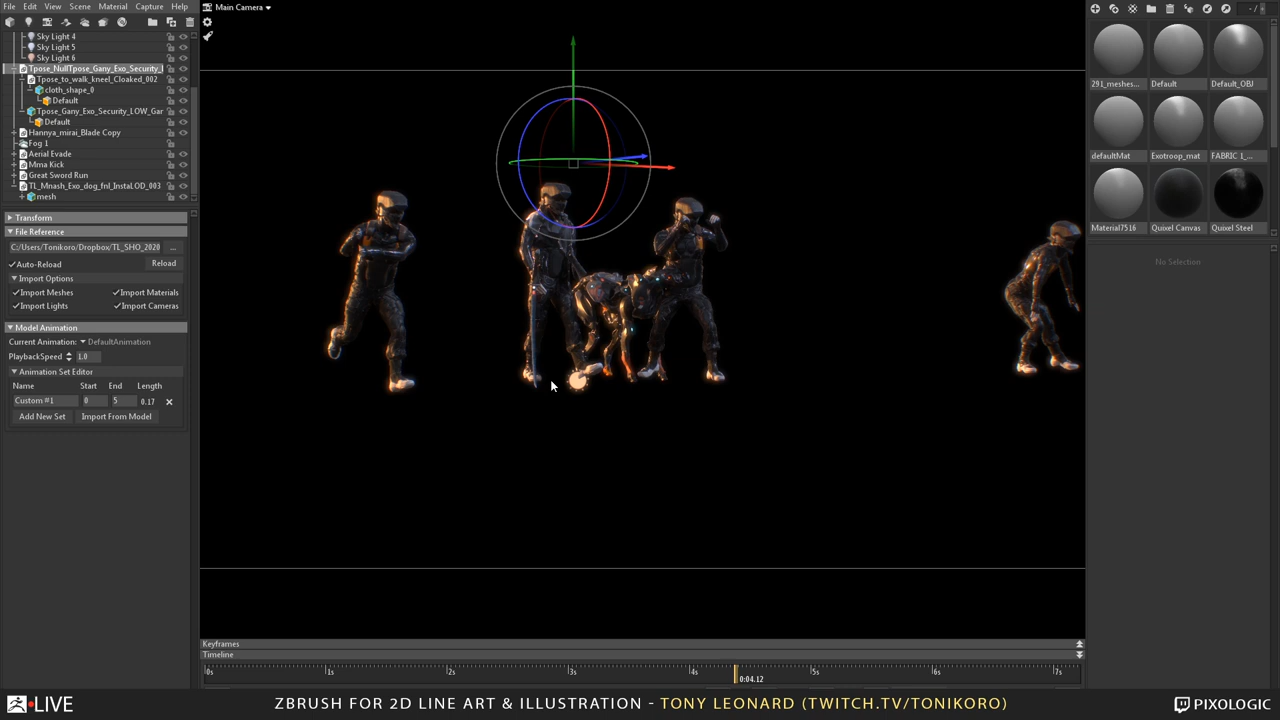 File Edit View Scene Material Capture Help
Main Camera
Sky Light 4
Sky Light 5
Sky Light 6
Tpose_NullTpose_Gany_Exo_Security_
Tpose_to_walk_kneel_Cloaked_002
cloth_shape_0
Default
Tpose_Gany_Exo_Security_LOW_Gar
Default
Hannya_mirai_Blade Copy
Fog 1
Aerial Evade
Mma Kick
Great Sword Run
TL_Mnash_Exo_dog_fnl_InstaLOD_003
mesh
Transform
File Reference
C:/Users/Tonikoro/Dropbox/TL_SHO_2020 ...
Auto-Reload Reload
Import Options
Import Meshes Import Materials
Import Lights Import Cameras
Model Animation
Current Animation: DefaultAnimation
PlaybackSpeed 1.0
Animation Set Editor
Name Start End Length
Custom #1 0 5 0.17
Add New Set Import From Model
291_meshes... Default Default_OBJ
defaultMat Exotroop_mat FABRIC 1_...
Material7516 Quixel Canvas Quixel Steel
No Selection
Keyframes
Timeline
0s 1s 2s 3s 4s 5s 6s 7s
0:04.12
LIVE
ZBRUSH FOR 2D LINE ART & ILLUSTRATION - TONY LEONARD (TWITCH.TV/TONIKORO)
PIXOLOGIC